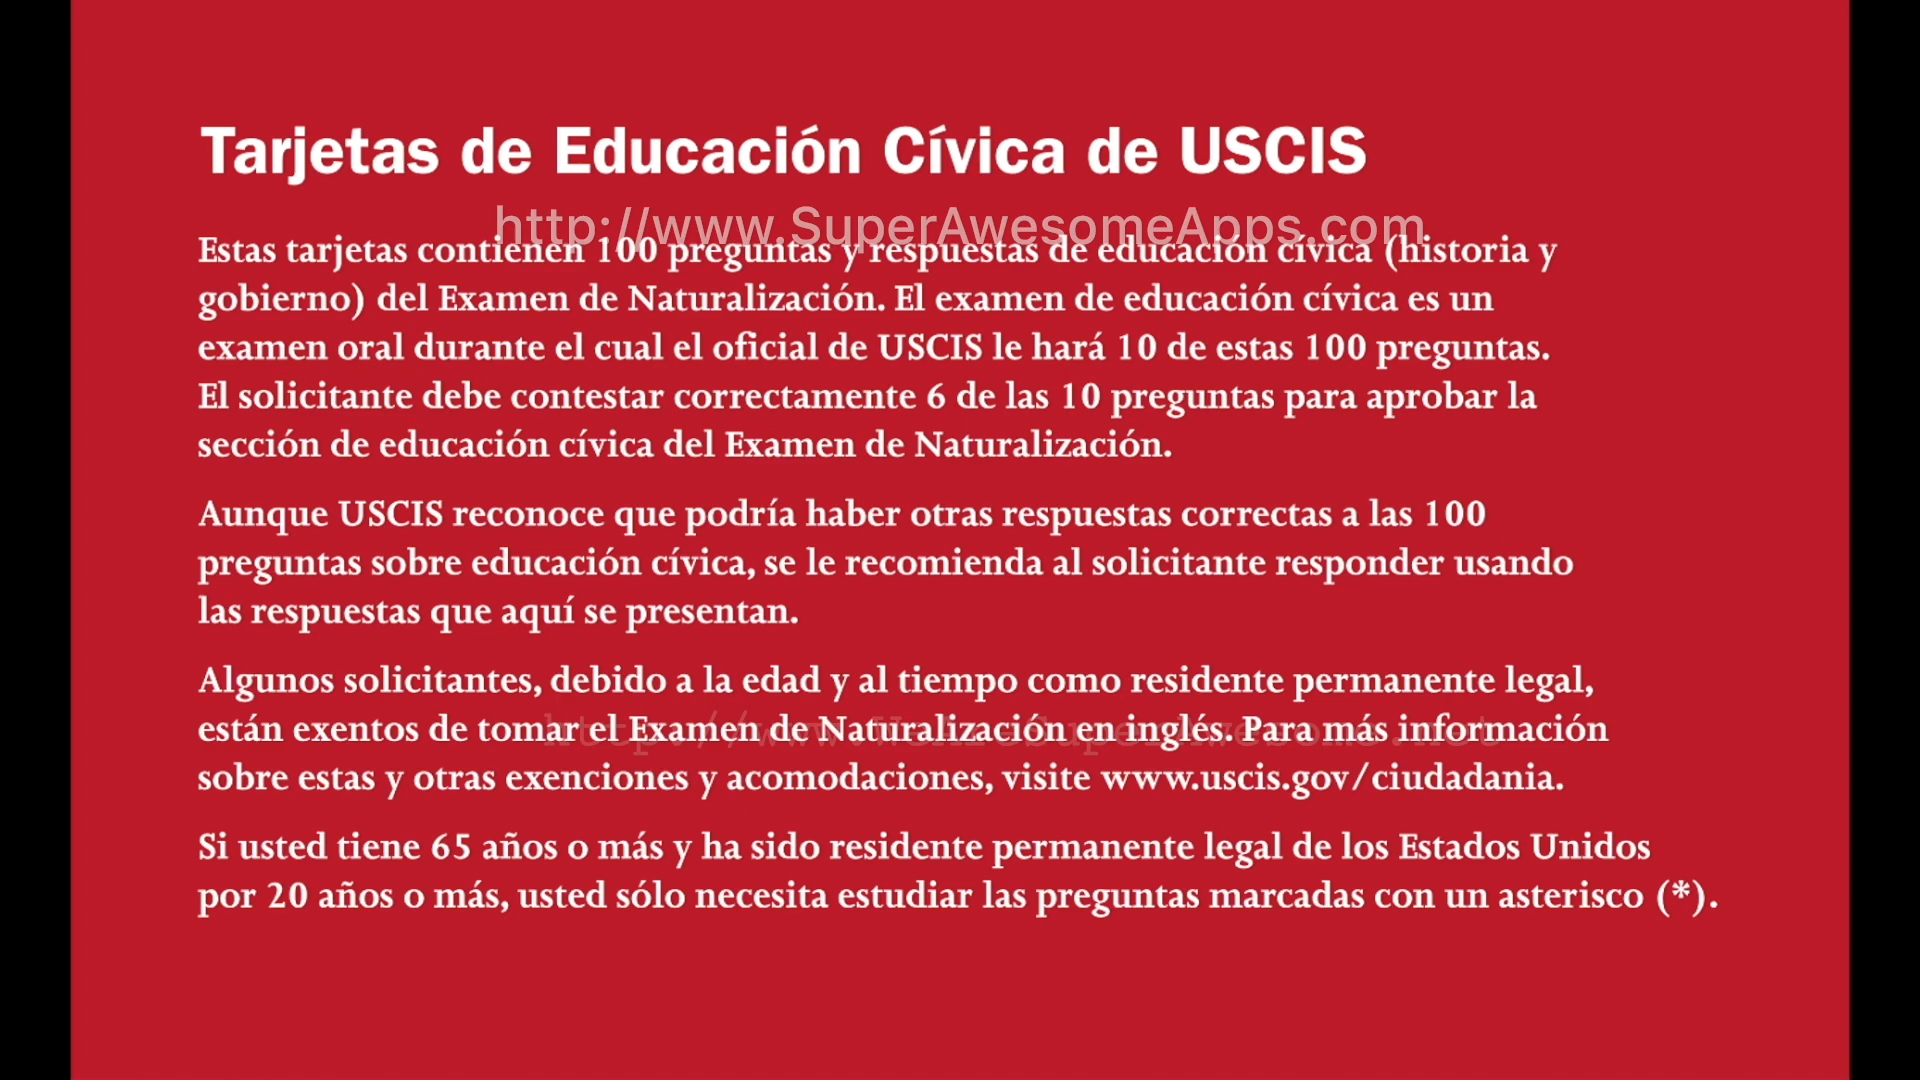 Tarjetas de Educación Cívica de USCIS
http://www.SuperAwesomeApps.com
Estas tarjetas contienen 100 preguntas y respuestas de educación cívica (historia y
gobierno) del Examen de Naturalización. El examen de educación cívica es un
examen oral durante el cual el oficial de USCIS le hará 10 de estas 100 preguntas.
El solicitante debe contestar correctamente 6 de las 10 preguntas para aprobar la
sección de educación cívica del Examen de Naturalización.
Aunque USCIS reconoce que podría haber otras respuestas correctas a las 100
preguntas sobre educación cívica, se le recomienda al solicitante responder usando
las respuestas que aquí se presentan.
Algunos solicitantes, debido a la edad y al tiempo como residente permanente legal,
están exentos de tomar el Examen de Naturalización en inglés. Para más información
http://www.WeAreSuperAwesome.net
sobre estas y otras exenciones y acomodaciones, visite www.uscis.gov/ciudadania.
Si usted tiene 65 años o más y ha sido residente permanente legal de los Estados Unidos
por 20 años o más, usted sólo necesita estudiar las preguntas marcadas con un asterisco (*).